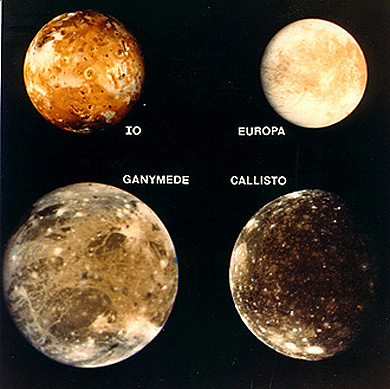 IO
EUROPA
GANYMEDE
CALLISTO